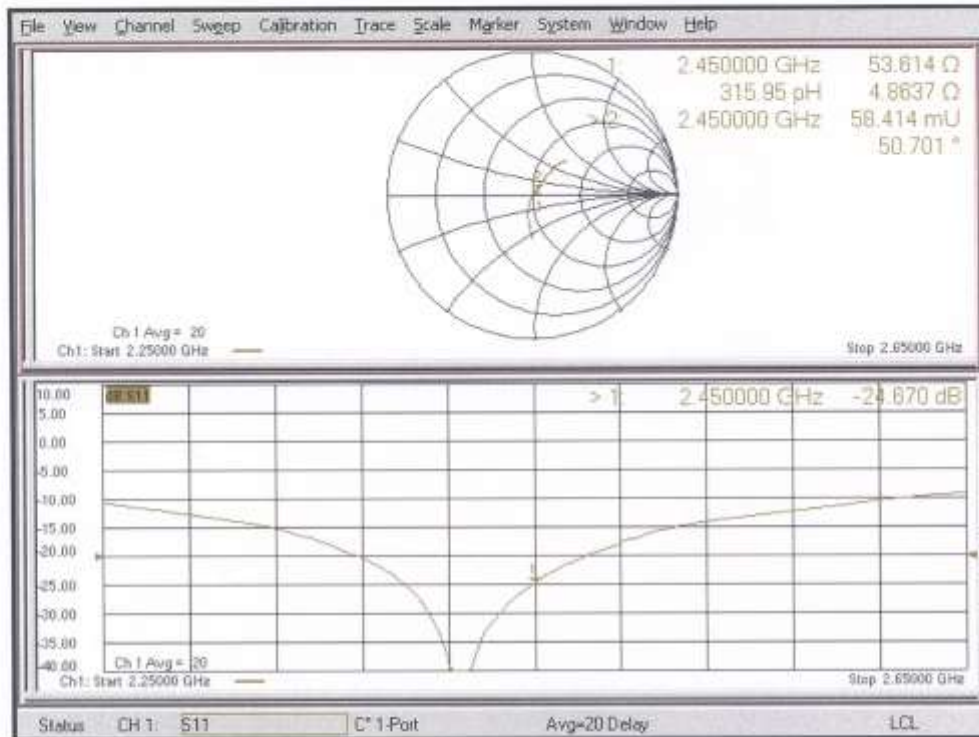 File View Channel Sweep Calibration Trace Scale Marker System Window Help
1: 2.450000 GHz 53.614 Ω
315.95 pH 4.8637 Ω
> 2: 2.450000 GHz 58.414 mU
50.701 °
Ch 1 Avg = 20
Ch1: Start 2.25000 GHz Stop 2.65000 GHz
10.00 dB S11 > 1: 2.450000 GHz -24.670 dB
5.00
0.00
-5.00
-10.00
-15.00
-20.00
-25.00
-30.00
-35.00
-40.00 Ch 1 Avg = 20
Ch1: Start 2.25000 GHz Stop 2.65000 GHz
Status CH 1: S11 C* 1-Port Avg=20 Delay LCL